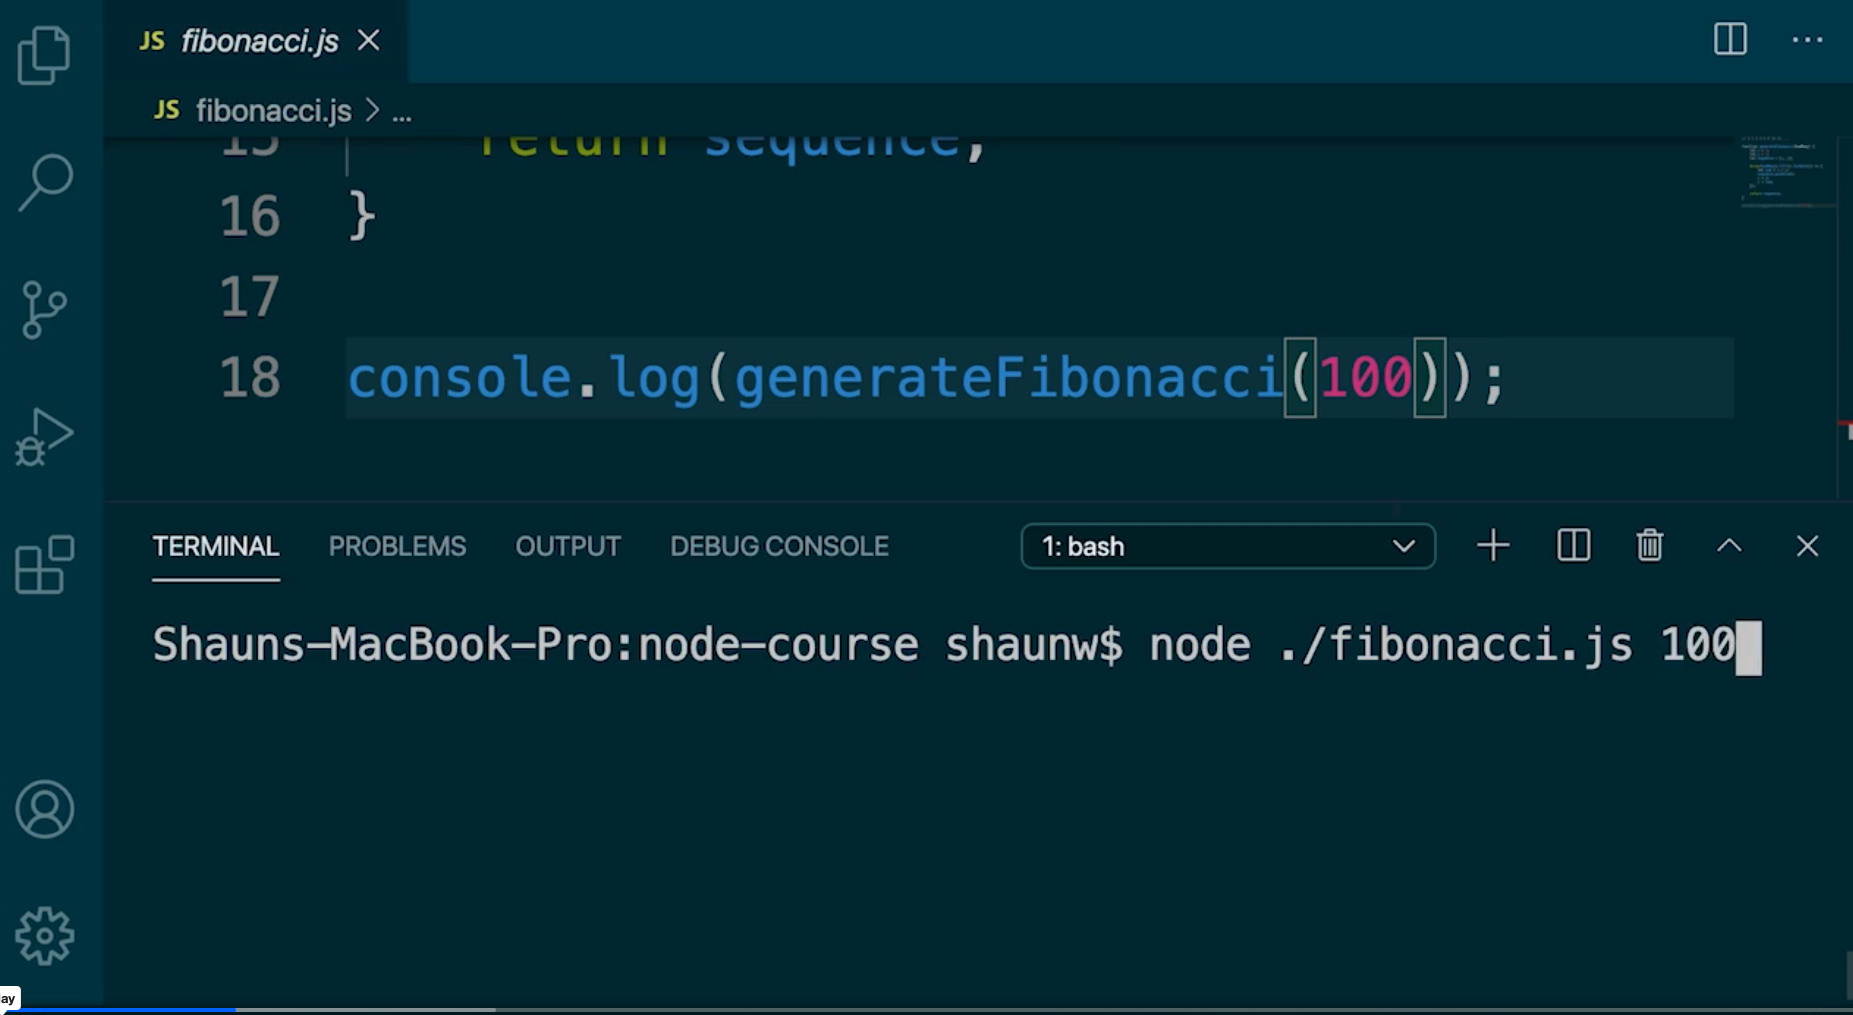 JS fibonacci.js
JS fibonacci.js > ...
15 return sequence;
16 }
17
18 console.log(generateFibonacci(100));
TERMINAL PROBLEMS OUTPUT DEBUG CONSOLE 1: bash
Shauns-MacBook-Pro:node-course shaunw$ node ./fibonacci.js 100
ay